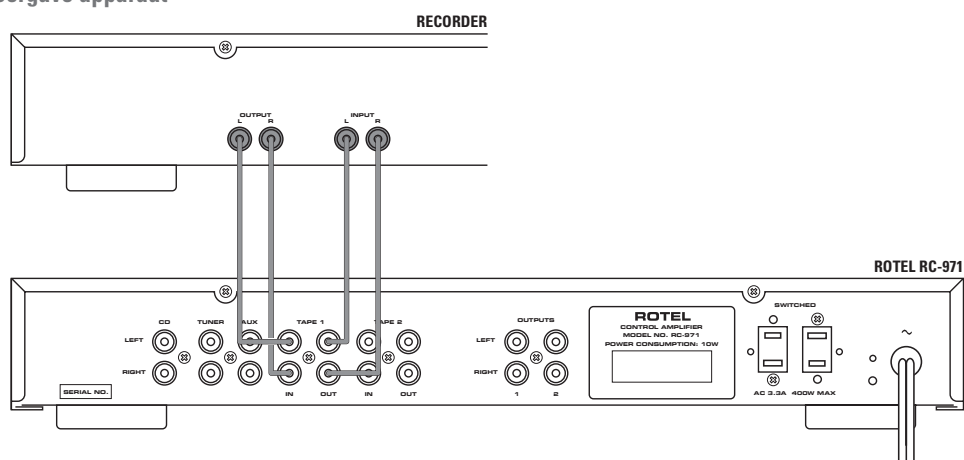 RECORDER
OUTPUT
L R
INPUT
L R
ROTEL RC-971
SWITCHED
CD TUNER AUX TAPE 1 TAPE 2
LEFT
RIGHT
IN OUT IN OUT
SERIAL NO.
OUTPUTS
LEFT
RIGHT
1 2
ROTEL
CONTROL AMPLIFIER
MODEL NO. RC-971
POWER CONSUMPTION: 10W
AC 3.3A 400W MAX
~